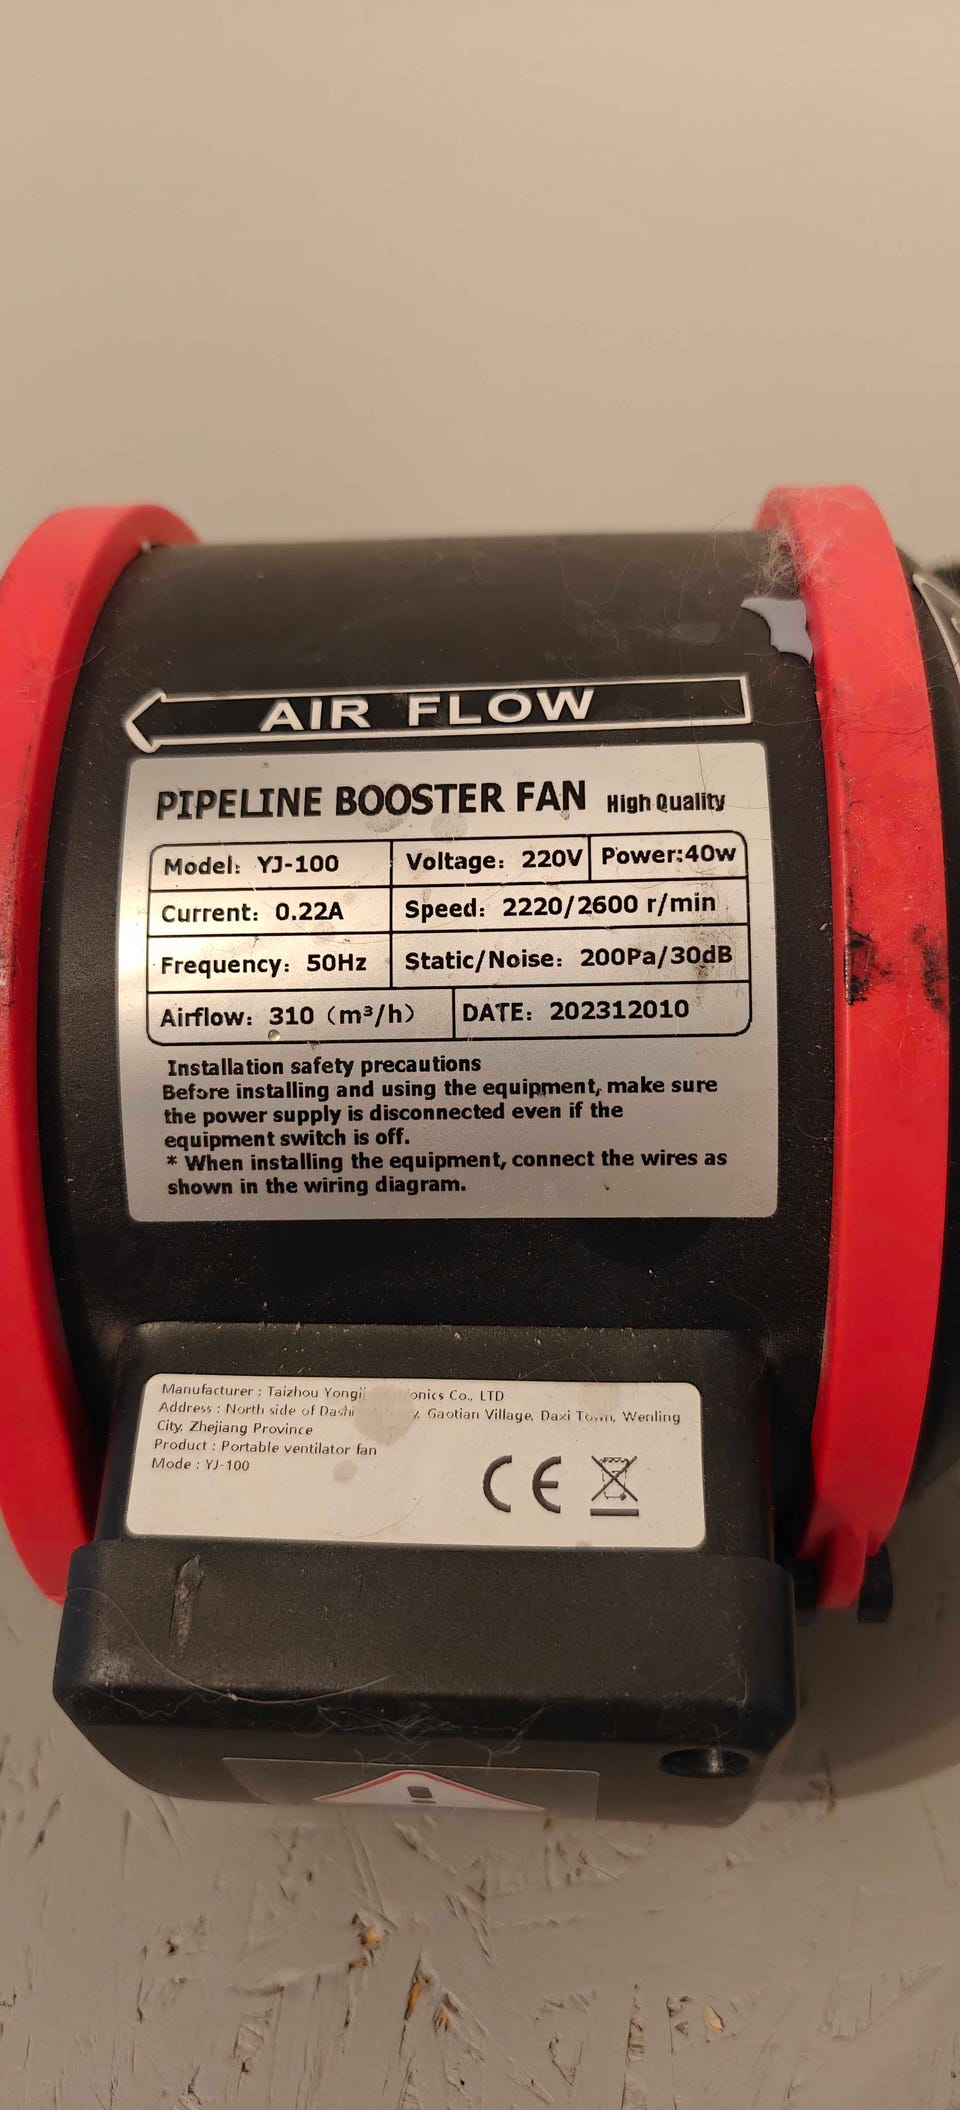 AIR FLOW
PIPELINE BOOSTER FAN High Quality
Model: YJ-100 Voltage: 220V Power:40w
Current: 0.22A Speed: 2220/2600 r/min
Frequency: 50Hz Static/Noise: 200Pa/30dB
Airflow: 310 (m³/h) DATE: 202312010
Installation safety precautions
Before installing and using the equipment, make sure
the power supply is disconnected even if the
equipment switch is off.
* When installing the equipment, connect the wires as
shown in the wiring diagram.
Manufacturer : Taizhou Co., LTD
Address : North side of Gaotian Village, Daxi Town, Wenling
City, Zhejiang Province
Product : Portable ventilator fan
Mode : YJ-100
CE